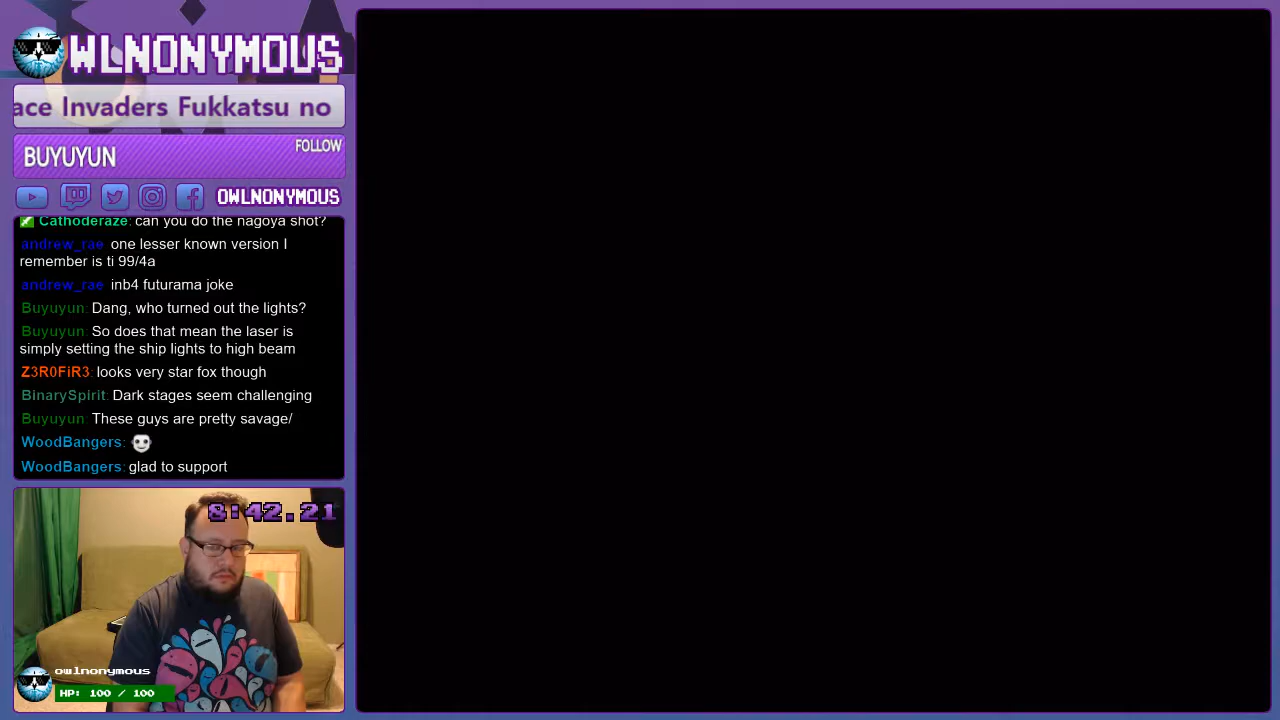 OWLNONYMOUS
ace Invaders Fukkatsu no
FOLLOW
BUYUYUN
OWLNONYMOUS
Cathoderaze: can you do the nagoya shot?
andrew_rae: one lesser known version I
remember is ti 99/4a
andrew_rae: inb4 futurama joke
Buyuyun: Dang, who turned out the lights?
Buyuyun: So does that mean the laser is
simply setting the ship lights to high beam
Z3R0FiR3: looks very star fox though
BinarySpirit: Dark stages seem challenging
Buyuyun: These guys are pretty savage/
WoodBangers:
WoodBangers: glad to support
8:42.21
owlnonymous
HP: 100 / 100